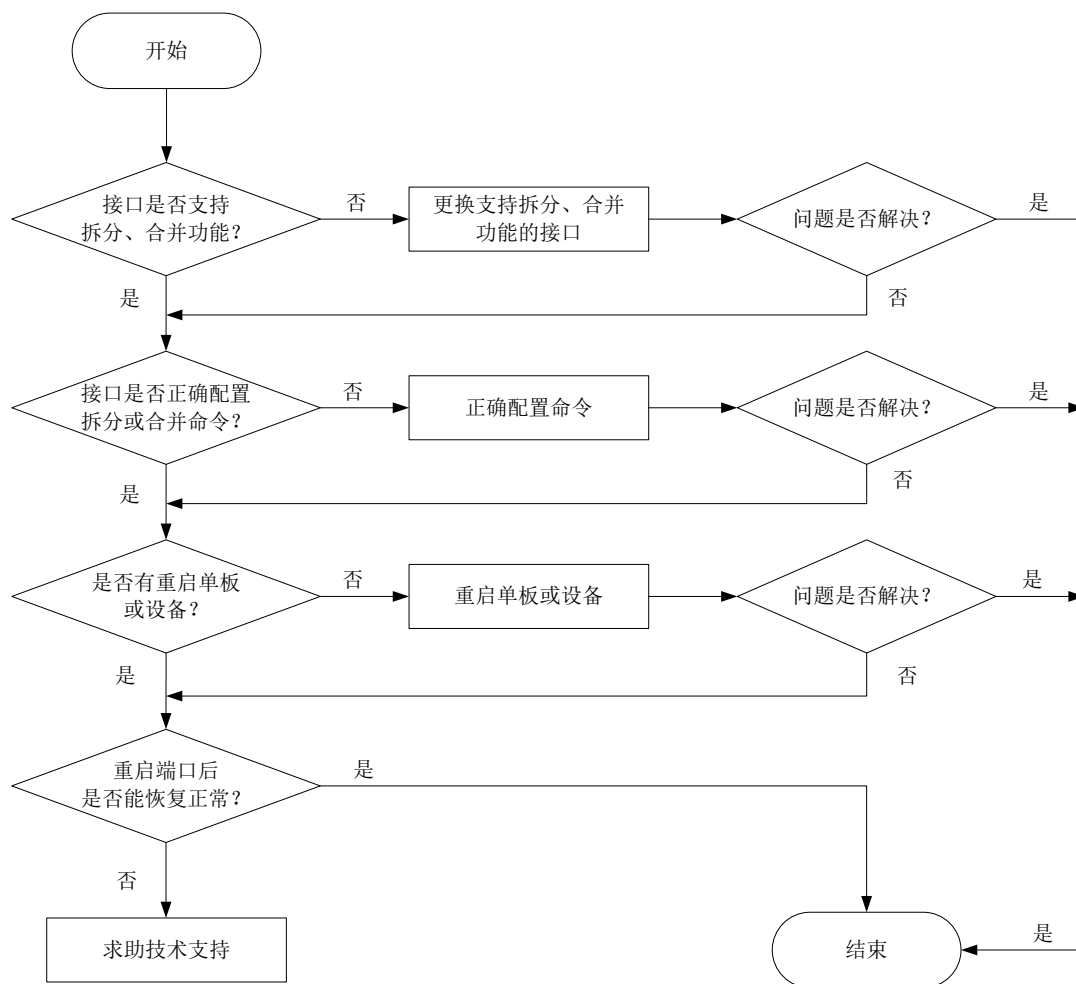 开始
接口是否支持
拆分、合并功能？
否
更换支持拆分、合并
功能的接口
问题是否解决？
是
是
否
接口是否正确配置
拆分或合并命令？
否
正确配置命令
问题是否解决？
是
是
否
是否有重启单板
或设备？
否
重启单板或设备
问题是否解决？
是
是
否
重启端口后
是否能恢复正常？
是
否
求助技术支持
结束
是